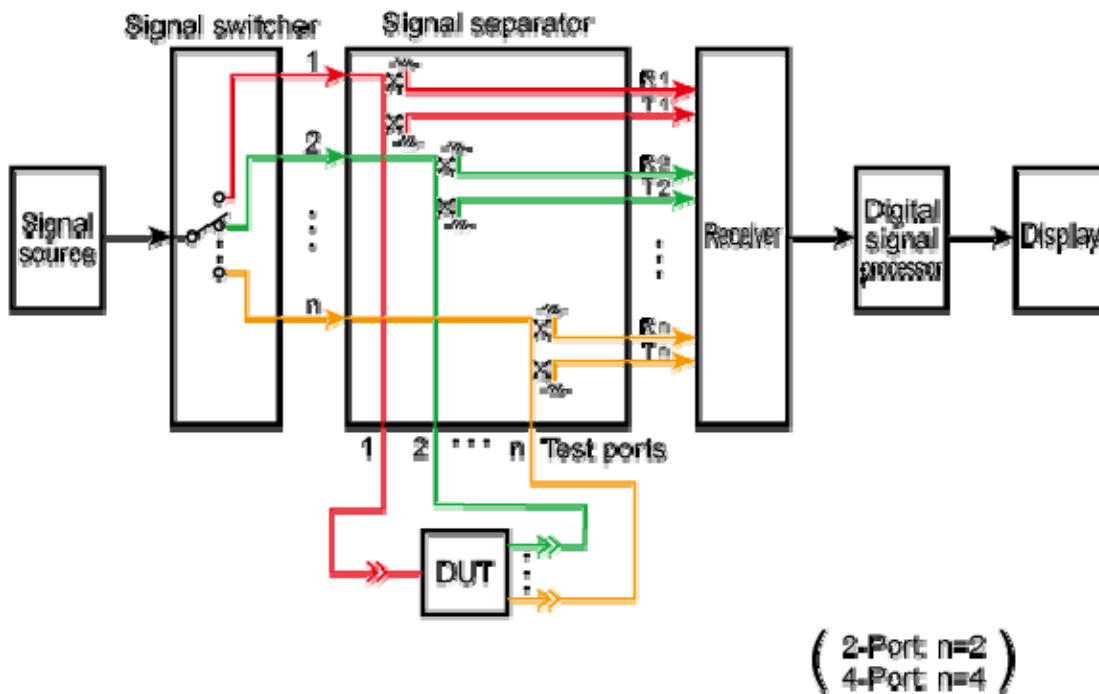 Signal switcher
Signal separator
1
R1
T1
2
R2
T2
Signal
source
Receiver
Digital
signal
processor
Display
n
Rn
Tn
1 2 ... n Test ports
DUT
2-Port: n=2
4-Port: n=4